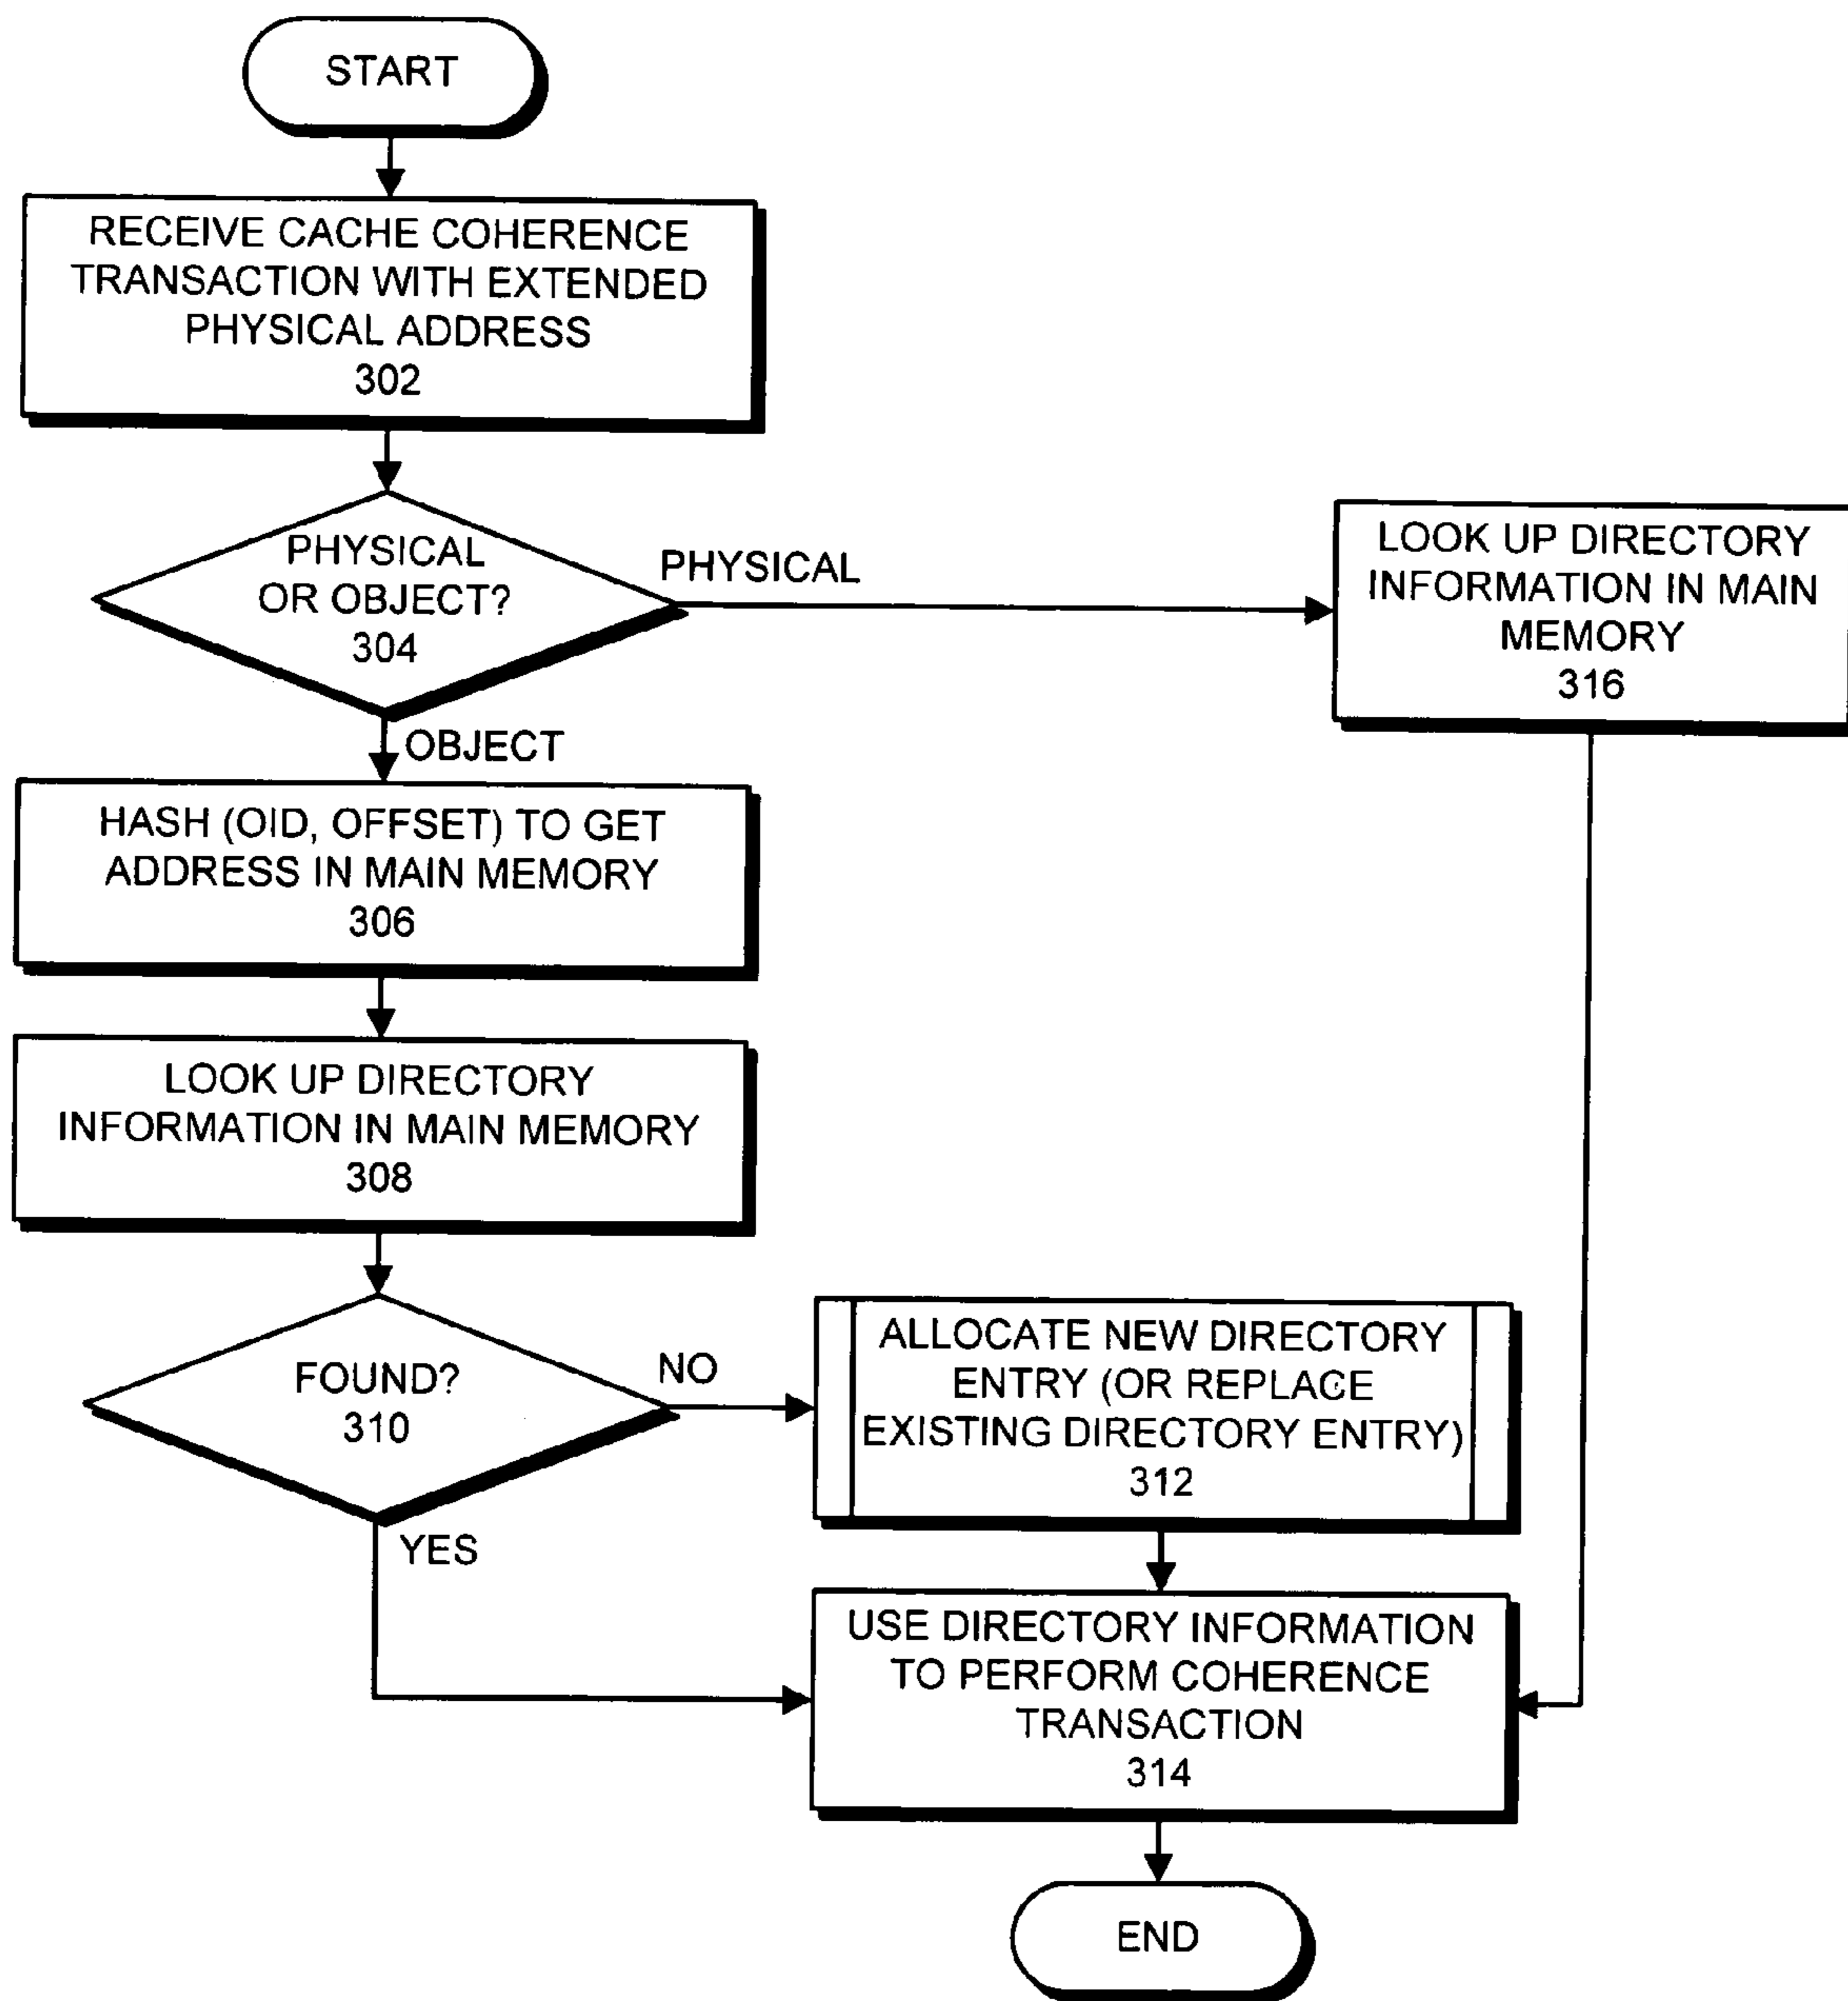 START
RECEIVE CACHE COHERENCE
TRANSACTION WITH EXTENDED
PHYSICAL ADDRESS
302
PHYSICAL
OR OBJECT?
304
PHYSICAL
LOOK UP DIRECTORY
INFORMATION IN MAIN
MEMORY
316
OBJECT
HASH (OID, OFFSET) TO GET
ADDRESS IN MAIN MEMORY
306
LOOK UP DIRECTORY
INFORMATION IN MAIN MEMORY
308
FOUND?
310
NO
ALLOCATE NEW DIRECTORY
ENTRY (OR REPLACE
EXISTING DIRECTORY ENTRY)
312
YES
USE DIRECTORY INFORMATION
TO PERFORM COHERENCE
TRANSACTION
314
END